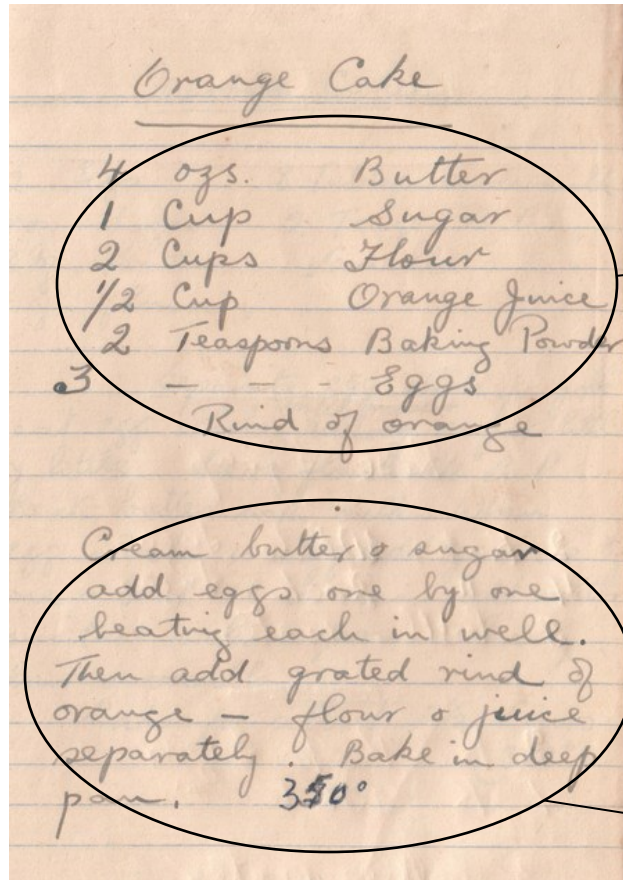 Orange Cake
4 ozs. Butter
1 Cup Sugar
2 Cups Flour
1/2 Cup Orange Juice
2 Teaspoons Baking Powder
3 - - - Eggs
Rind of orange
Cream butter & sugar
add eggs one by one
beating each in well.
Then add grated rind of
orange — flour & juice
separately. Bake in deep
pan. 350°